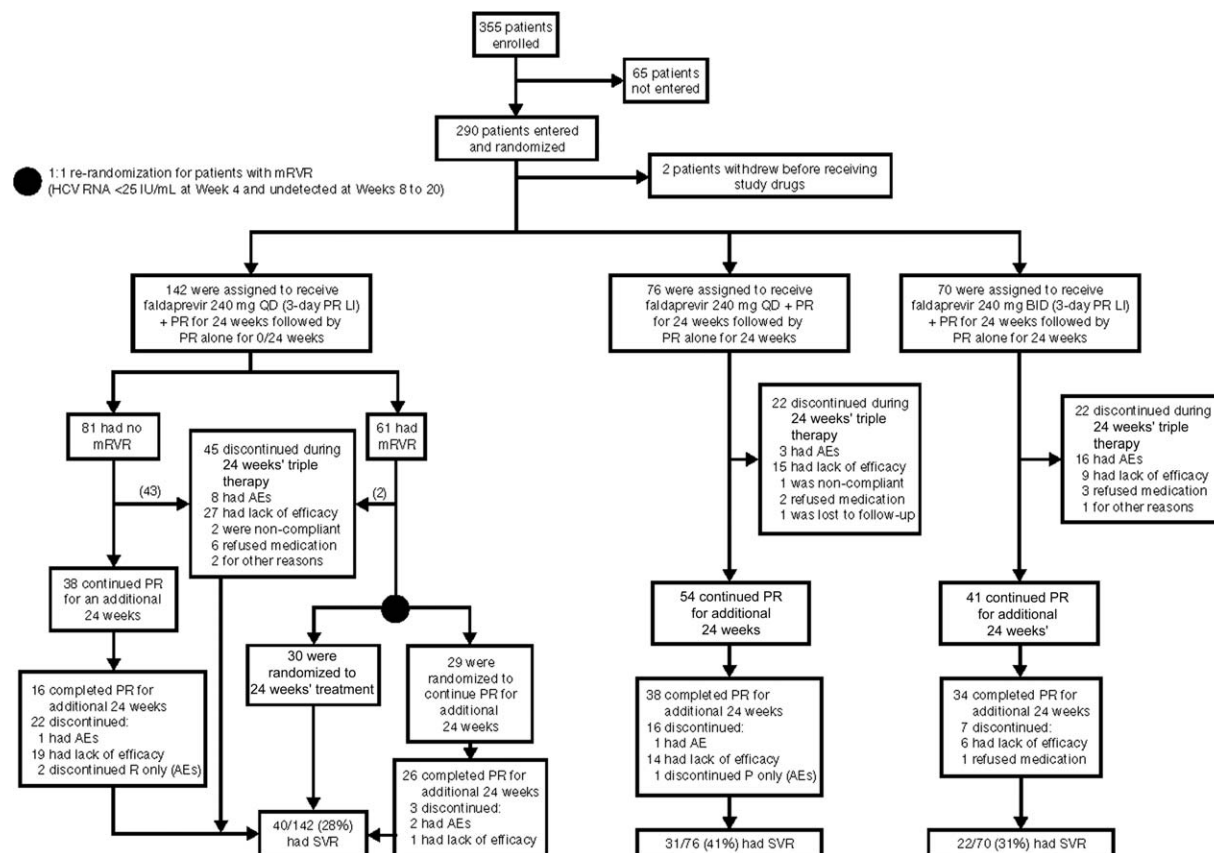 355 patients
enrolled
65 patients
not entered
290 patients entered
and randomized
1:1 re-randomization for patients with mRVR
(HCV RNA <25 IU/mL at Week 4 and undetected at Weeks 8 to 20)
2 patients withdrew before receiving
study drugs
142 were assigned to receive
faldaprevir 240 mg QD (3-day PR LI)
+ PR for 24 weeks followed by
PR alone for 0/24 weeks
76 were assigned to receive
faldaprevir 240 mg QD + PR
for 24 weeks followed by
PR alone for 24 weeks
70 were assigned to receive
faldaprevir 240 mg BID (3-day PR LI)
+ PR for 24 weeks followed by
PR alone for 24 weeks
81 had no
mRVR
61 had
mRVR
(43)
45 discontinued during
24 weeks' triple
therapy
8 had AEs
27 had lack of efficacy
2 were non-compliant
6 refused medication
2 for other reasons
(2)
22 discontinued during
24 weeks' triple
therapy
3 had AEs
15 had lack of efficacy
1 was non-compliant
2 refused medication
1 was lost to follow-up
22 discontinued during
24 weeks' triple
therapy
16 had AEs
9 had lack of efficacy
3 refused medication
1 for other reasons
38 continued PR
for an additional
24 weeks
30 were
randomized to
24 weeks' treatment
29 were
randomized to
continue PR for
additional
24 weeks
54 continued PR
for additional
24 weeks
41 continued PR
for additional
24 weeks'
16 completed PR for
additional 24 weeks
22 discontinued:
1 had AEs
19 had lack of efficacy
2 discontinued R only (AEs)
26 completed PR for
additional 24 weeks
3 discontinued:
2 had AEs
1 had lack of efficacy
38 completed PR for
additional 24 weeks
16 discontinued:
1 had AE
14 had lack of efficacy
1 discontinued P only (AEs)
34 completed PR for
additional 24 weeks
7 discontinued:
6 had lack of efficacy
1 refused medication
40/142 (28%)
had SVR
31/76 (41%) had SVR
22/70 (31%) had SVR